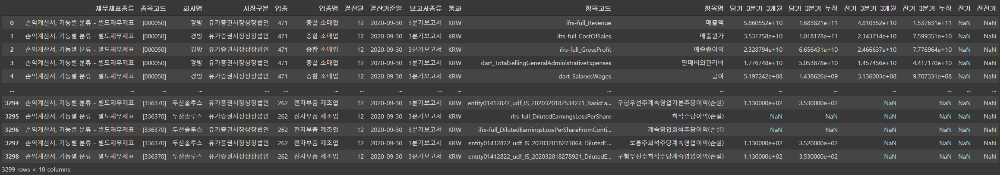 재무제표종류 종목코드 회사명 시장구분 업종 업종명 결산월 결산기준일 보고서종류 통화 항목코드 항목명 당기 3분기 3개월 당기 3분기 누적 전기 3분기 3개월 전기 3분기 누적 전기 전전기
0 손익계산서, 기능별 분류 - 별도재무제표 [000050] 경방 유가증권시장상장법인 471 종합 소매업 12 2020-09-30 3분기보고서 KRW ifrs-full_Revenue 매출액 5.860552e+10 1.683821e+11 4.810352e+10 1.537631e+11 NaN NaN
1 손익계산서, 기능별 분류 - 별도재무제표 [000050] 경방 유가증권시장상장법인 471 종합 소매업 12 2020-09-30 3분기보고서 KRW ifrs-full_CostOfSales 매출원가 3.531758e+10 1.018178e+11 2.343714e+10 7.599351e+10 NaN NaN
2 손익계산서, 기능별 분류 - 별도재무제표 [000050] 경방 유가증권시장상장법인 471 종합 소매업 12 2020-09-30 3분기보고서 KRW ifrs-full_GrossProfit 매출총이익 2.328794e+10 6.656431e+10 2.466637e+10 7.776964e+10 NaN NaN
3 손익계산서, 기능별 분류 - 별도재무제표 [000050] 경방 유가증권시장상장법인 471 종합 소매업 12 2020-09-30 3분기보고서 KRW dart_TotalSellingGeneralAdministrativeExpenses 판매비와관리비 1.776748e+10 5.053878e+10 1.457456e+10 4.417170e+10 NaN NaN
4 손익계산서, 기능별 분류 - 별도재무제표 [000050] 경방 유가증권시장상장법인 471 종합 소매업 12 2020-09-30 3분기보고서 KRW dart_SalariesWages 급여 5.197242e+08 1.438626e+09 3.136003e+08 9.707331e+08 NaN NaN
... ... ... ... ... ... ... ... ... ... ... ... ... ... ... ... ... ... ...
3294 손익계산서, 기능별 분류 - 별도재무제표 [336370] 두산솔루스 유가증권시장상장법인 262 전자부품 제조업 12 2020-09-30 3분기보고서 KRW entity01412822_udf_IS_2020320182534271_BasicEa... 구형우선주계속영업기본주당이익(손실) 1.130000e+02 3.530000e+02 NaN NaN NaN NaN
3295 손익계산서, 기능별 분류 - 별도재무제표 [336370] 두산솔루스 유가증권시장상장법인 262 전자부품 제조업 12 2020-09-30 3분기보고서 KRW ifrs-full_DilutedEarningsLossPerShare 희석주당이익(손실) NaN NaN NaN NaN NaN NaN
3296 손익계산서, 기능별 분류 - 별도재무제표 [336370] 두산솔루스 유가증권시장상장법인 262 전자부품 제조업 12 2020-09-30 3분기보고서 KRW ifrs-full_DilutedEarningsLossPerShareFromConti... 계속영업희석주당이익(손실) NaN NaN NaN NaN NaN NaN
3297 손익계산서, 기능별 분류 - 별도재무제표 [336370] 두산솔루스 유가증권시장상장법인 262 전자부품 제조업 12 2020-09-30 3분기보고서 KRW entity01412822_udf_IS_202032018273864_DilutedE... 보통주희석주당계속영업이익(손실) 1.130000e+02 3.520000e+02 NaN NaN NaN NaN
3298 손익계산서, 기능별 분류 - 별도재무제표 [336370] 두산솔루스 유가증권시장상장법인 262 전자부품 제조업 12 2020-09-30 3분기보고서 KRW entity01412822_udf_IS_202032018278921_DilutedE... 구형우선주희석주당계속영업이익(손실) 1.130000e+02 3.530000e+02 NaN NaN NaN NaN
3299 rows × 18 columns